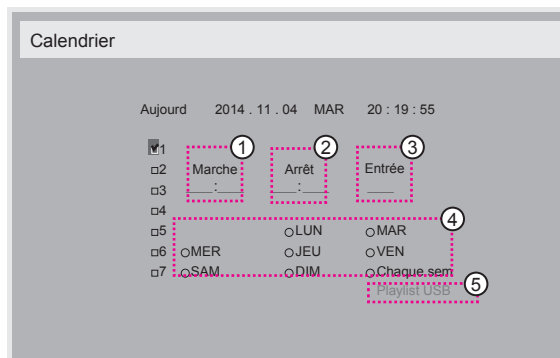 Calendrier
Aujourd 2014 . 11 . 04 MAR 20 : 19 : 55
1 ① ② ③
2 Marche Arrêt Entrée
3 __:__ __:__ __
4 ④
5 LUN MAR
6 MER JEU VEN
7 SAM DIM Chaque sem
Playlist USB ⑤